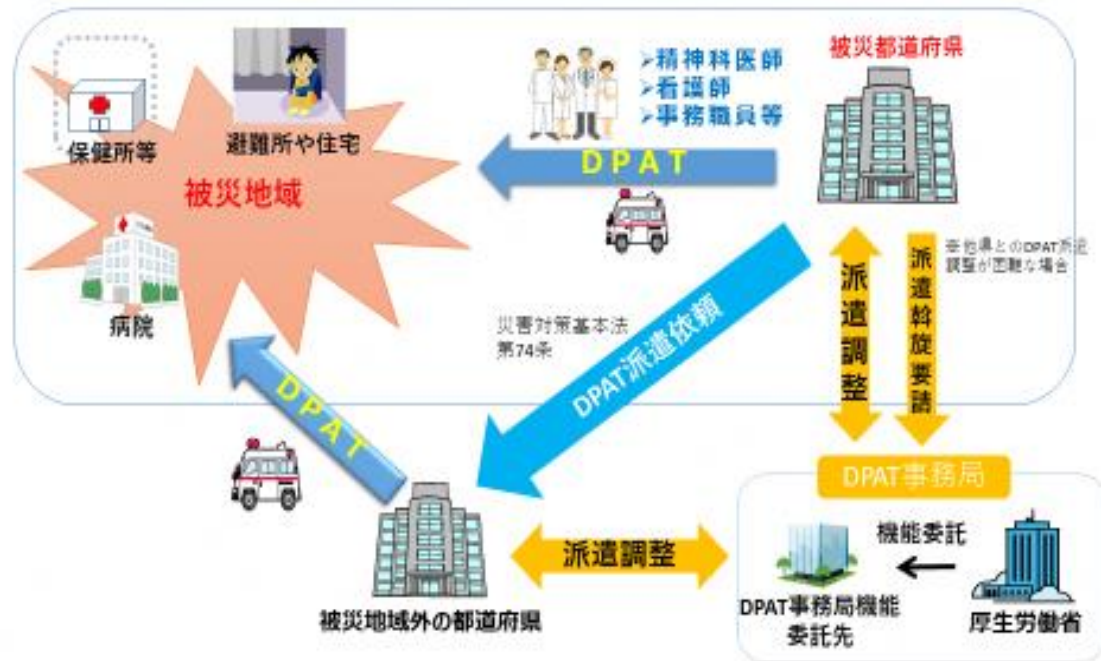 被災都道府県
➢精神科医師
➢看護師
➢事務職員等
保健所等
避難所や住宅
DPAT
被災地域
病院
※他県とのDPAT派遣
調整が困難な場合
派遣調整
派遣斡旋要請
災害対策基本法
第74条
DPAT派遣依頼
DPAT
DPAT事務局
機能委託
派遣調整
DPAT事務局機能
委託先
厚生労働省
被災地域外の都道府県